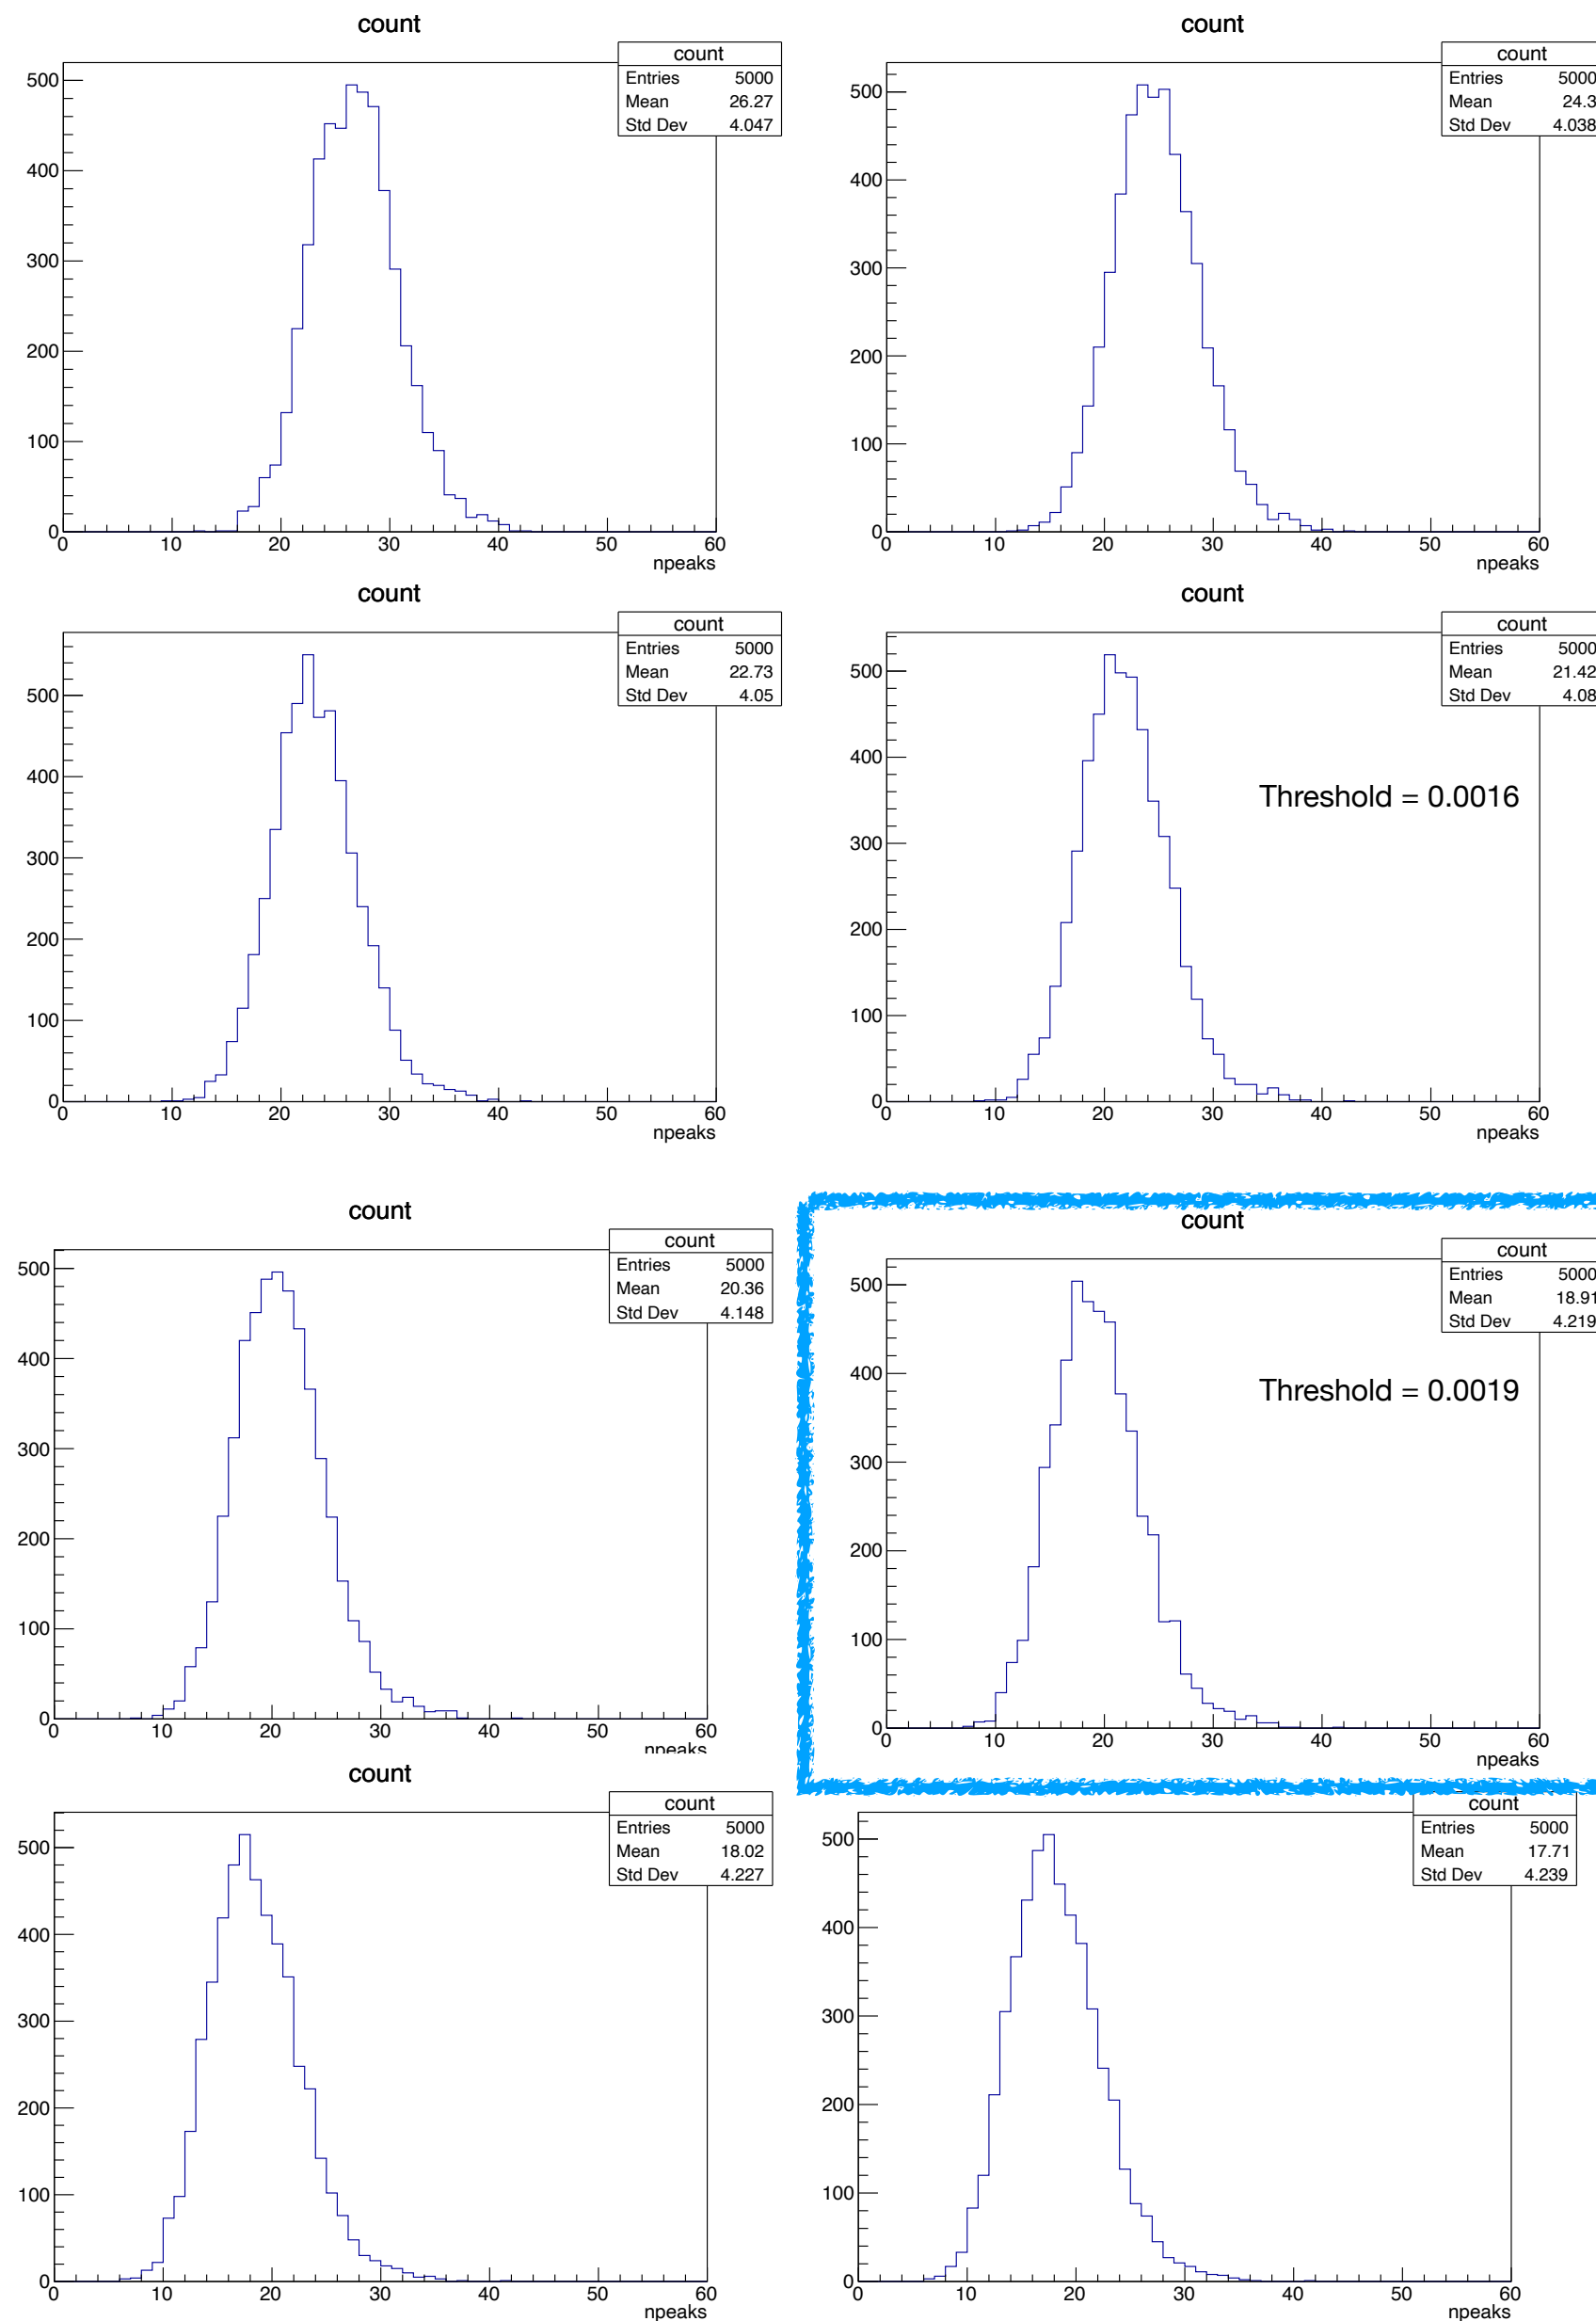 count
count
Entries 5000
Mean 26.27
Std Dev 4.047
500
400
300
200
100
0
0 10 20 30 40 50 60
npeaks
count
count
Entries 5000
Mean 24.3
Std Dev 4.038
500
400
300
200
100
0
0 10 20 30 40 50 60
npeaks
count
count
Entries 5000
Mean 22.73
Std Dev 4.05
500
400
300
200
100
0
0 10 20 30 40 50 60
npeaks
count
count
Entries 5000
Mean 21.42
Std Dev 4.08
Threshold = 0.0016
500
400
300
200
100
0
0 10 20 30 40 50 60
npeaks
count
count
Entries 5000
Mean 20.36
Std Dev 4.148
500
400
300
200
100
0
0 10 20 30 40 50 60
npeaks
count
count
Entries 5000
Mean 18.91
Std Dev 4.219
Threshold = 0.0019
500
400
300
200
100
0
0 10 20 30 40 50 60
npeaks
count
count
Entries 5000
Mean 18.02
Std Dev 4.227
500
400
300
200
100
0
0 10 20 30 40 50 60
npeaks
count
Entries 5000
Mean 17.71
Std Dev 4.239
500
400
300
200
100
0
0 10 20 30 40 50 60
npeaks